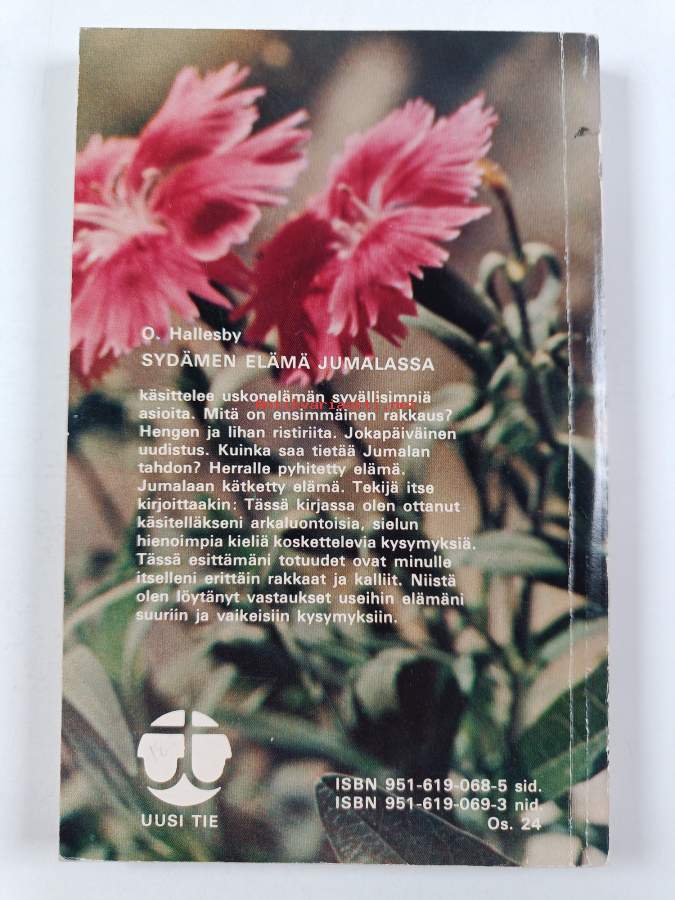 O. Hallesby
SYDÄMEN ELÄMÄ JUMALASSA
käsittelee uskonelämän syvällisimpiä
asioita. Mitä on ensimmäinen rakkaus?
Hengen ja lihan ristiriita. Jokapäiväinen
uudistus. Kuinka saa tietää Jumalan
tahdon? Herralle pyhitetty elämä.
Jumalaan kätketty elämä. Tekijä itse
kirjoittaakin: Tässä kirjassa olen ottanut
käsitelläkseni arkaluontoisia, sielun
hienoimpia kieliä koskettelevia kysymyksiä.
Tässä esittämäni totuudet ovat minulle
itselleni erittäin rakkaat ja kalliit. Niistä
olen löytänyt vastaukset useihin elämäni
suuriin ja vaikeisiin kysymyksiin.
UUSI TIE
ISBN 951-619-068-5 sid.
ISBN 951-619-069-3 nid.
Os. 24